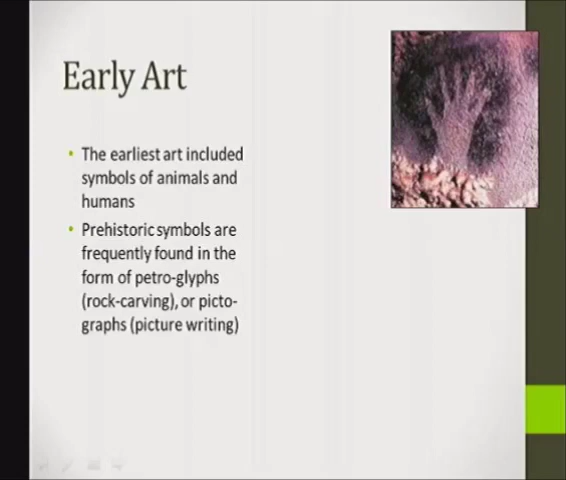 Early Art
• The earliest art included
symbols of animals and
humans
• Prehistoric symbols are
frequently found in the
form of petro-glyphs
(rock-carving), or picto-
graphs (picture writing)